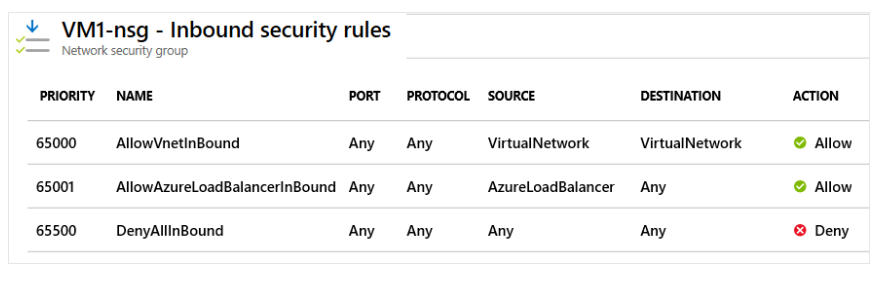 VM1-nsg - Inbound security rules
Network security group
PRIORITY NAME PORT PROTOCOL SOURCE DESTINATION ACTION
65000 AllowVnetInBound Any Any VirtualNetwork VirtualNetwork Allow
65001 AllowAzureLoadBalancerInBound Any Any AzureLoadBalancer Any Allow
65500 DenyAllInBound Any Any Any Any Deny